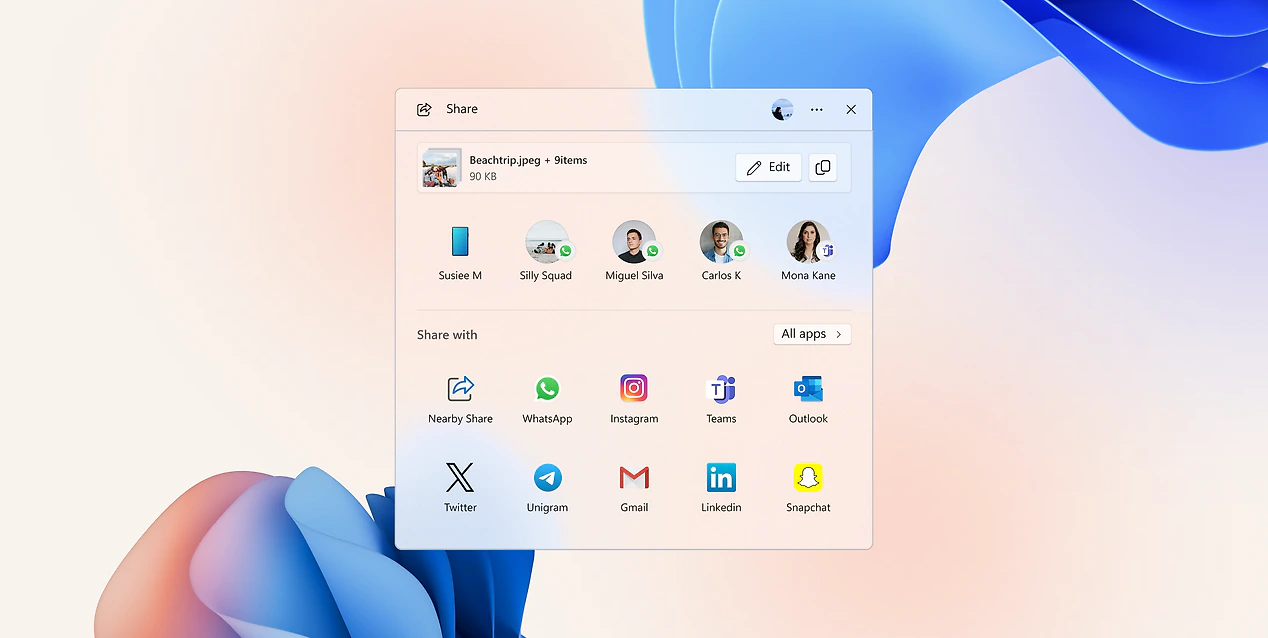 Share
Beachtrip.jpeg + 9items
90 KB
Edit
Susiee M
Silly Squad
Miguel Silva
Carlos K
Mona Kane
Share with
All apps
Nearby Share
WhatsApp
Instagram
Teams
Outlook
Twitter
Unigram
Gmail
Linkedin
Snapchat